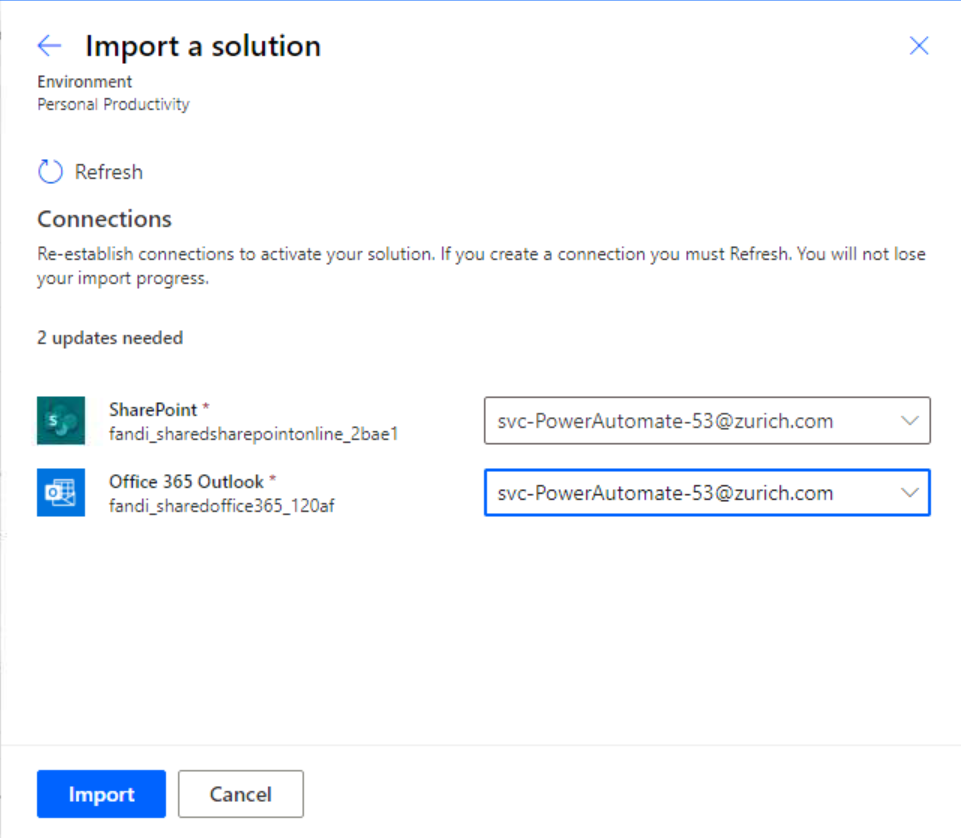 Import a solution
Environment
Personal Productivity
Refresh
Connections
Re-establish connections to activate your solution. If you create a connection you must Refresh. You will not lose
your import progress.
2 updates needed
SharePoint *
fandi_sharedsharepointonline_2bae1
svc-PowerAutomate-53@zurich.com
Office 365 Outlook *
fandi_sharedoffice365_120af
svc-PowerAutomate-53@zurich.com
Import
Cancel